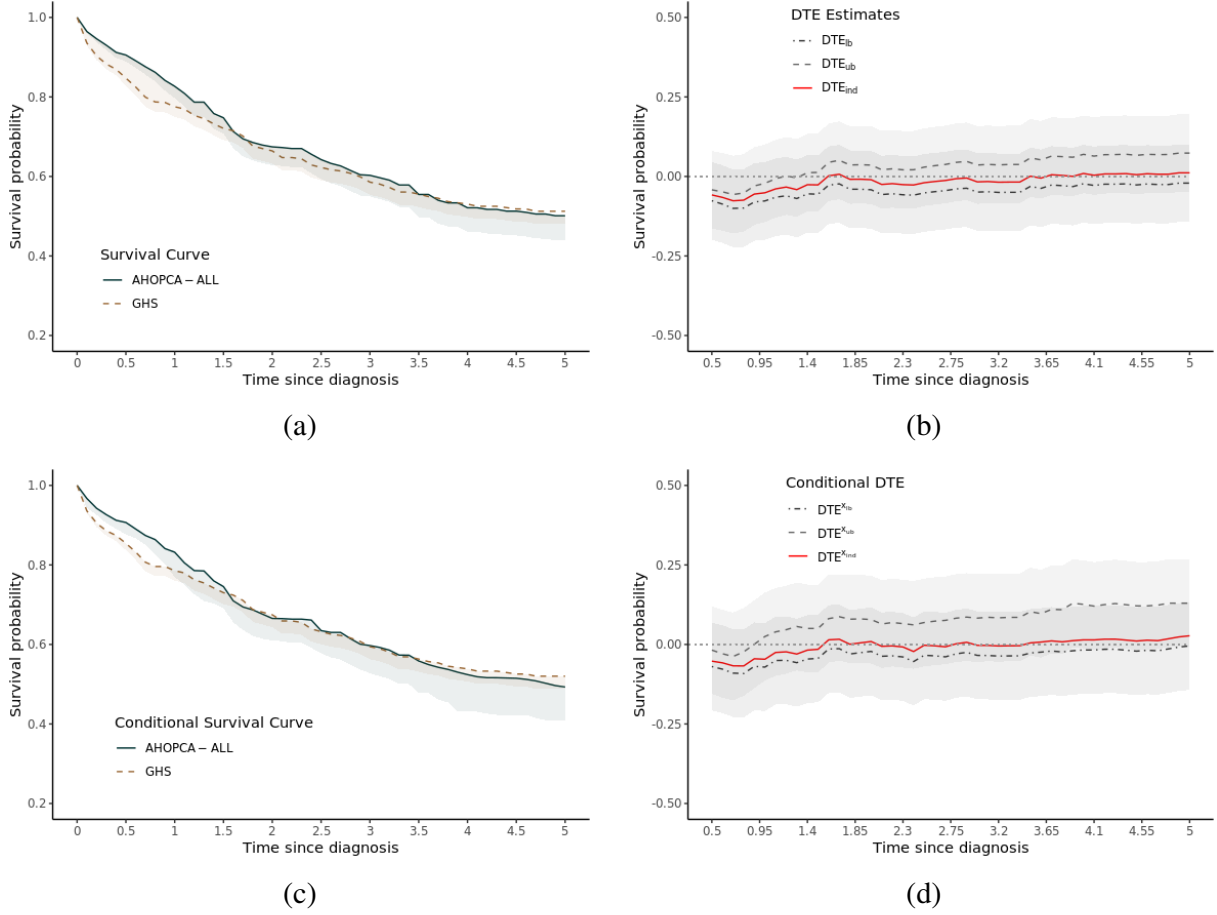 1.0
0.8
0.6
0.4
0.2
Survival probability
Survival Curve
AHOPCA – ALL
GHS
0 0.5 1 1.5 2 2.5 3 3.5 4 4.5 5
Time since diagnosis
(a)
0.50
0.25
0.00
-0.25
-0.50
Survival probability
DTE Estimates
DTElb
DTEub
DTEind
0.5 0.95 1.4 1.85 2.3 2.75 3.2 3.65 4.1 4.55 5
Time since diagnosis
(b)
1.0
0.8
0.6
0.4
0.2
Survival probability
Conditional Survival Curve
AHOPCA – ALL
GHS
0 0.5 1 1.5 2 2.5 3 3.5 4 4.5 5
Time since diagnosis
(c)
0.50
0.25
0.00
-0.25
-0.50
Survival probability
Conditional DTE
DTExlb
DTExub
DTExind
0.5 0.95 1.4 1.85 2.3 2.75 3.2 3.65 4.1 4.55 5
Time since diagnosis
(d)